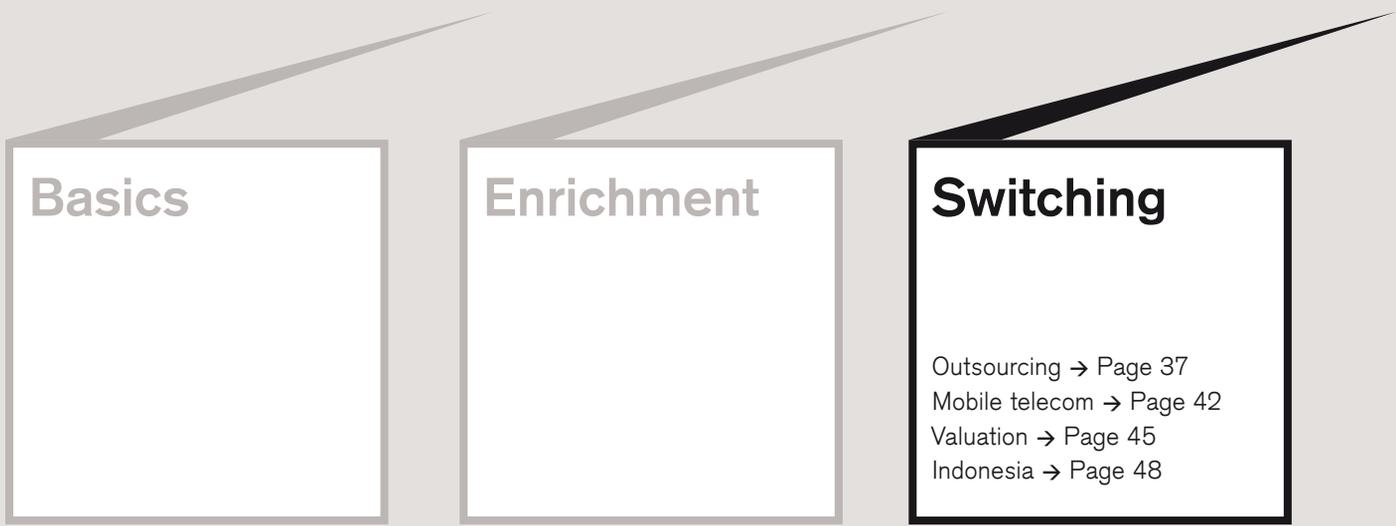 Basics
Enrichment
Switching
Outsourcing → Page 37
Mobile telecom → Page 42
Valuation → Page 45
Indonesia → Page 48